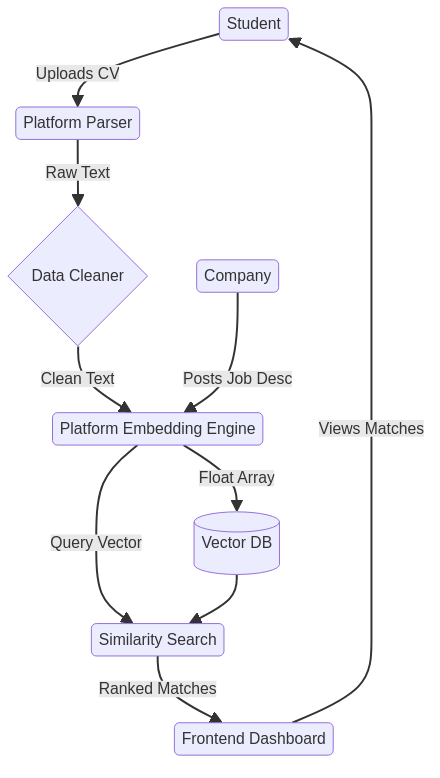 Student
Uploads CV
Platform Parser
Raw Text
Data Cleaner
Company
Clean Text
Posts Job Desc
Platform Embedding Engine
Views Matches
Float Array
Query Vector
Vector DB
Similarity Search
Ranked Matches
Frontend Dashboard